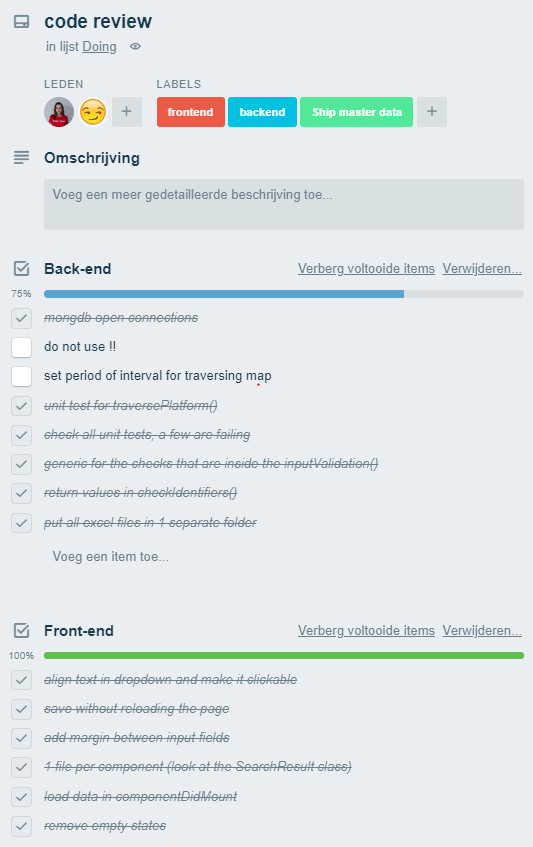 code review
in lijst Doing
LEDEN
LABELS
+
frontend
backend
Ship master data
+
Omschrijving
Voeg een meer gedetailleerde beschrijving toe...
Back-end
Verberg voltooide items
Verwijderen...
75%
mongdb open connections
do not use !!
set period of interval for traversing map
unit test for traversePlatform()
check all unit tests, a few are failing
generic for the checks that are inside the inputValidation()
return values in checkIdentifiers()
put all excel files in 1 separate folder
Voeg een item toe...
Front-end
Verberg voltooide items
Verwijderen...
100%
align text in dropdown and make it clickable
save without reloading the page
add margin between input fields
1 file per component (look at the SearchResult class)
load data in componentDidMount
remove empty states